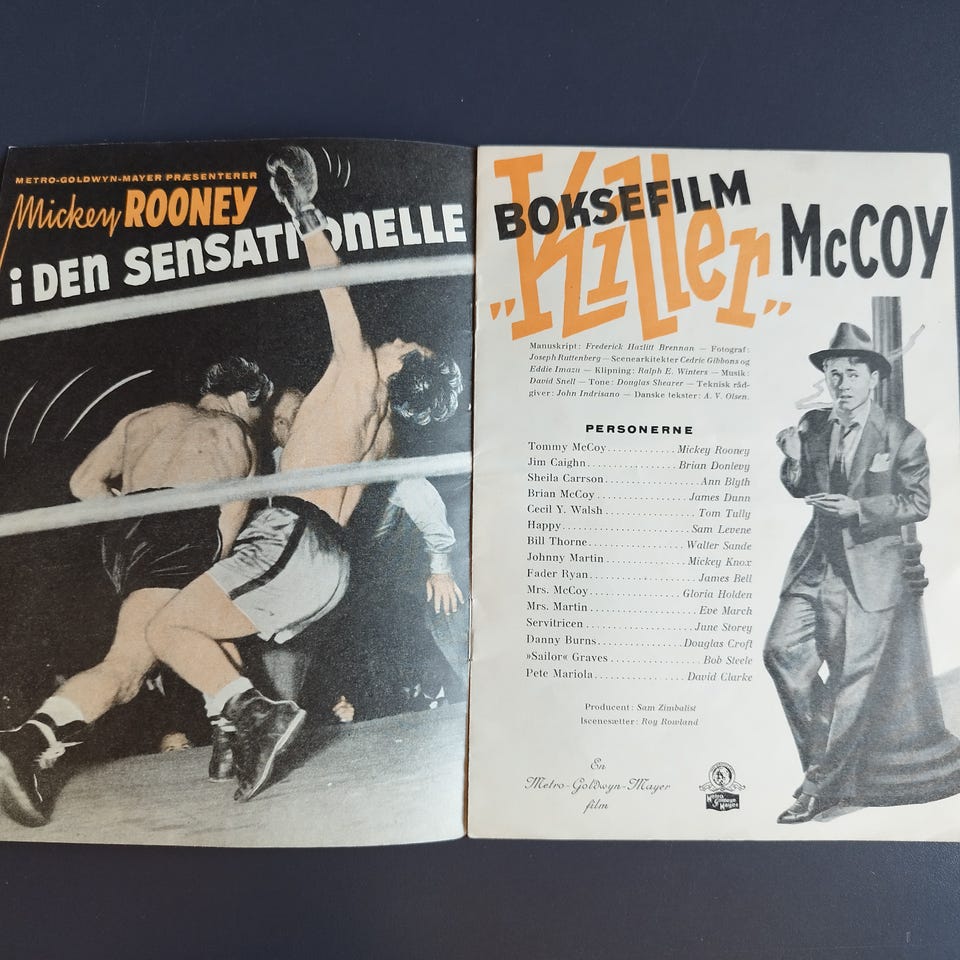 METRO-GOLDWYN-MAYER PRÆSENTERER
Mickey ROONEY
i DEN SENSATIONELLE
BOKSEFILM
„Killer” McCOY
Manuskript: Frederick Hazlitt Brennan — Fotograf:
Joseph Ruttenberg — Scenearkitekter Cedric Gibbons og
Eddie Imazu — Klipning: Ralph E. Winters — Musik:
David Snell — Tone: Douglas Shearer — Teknisk råd-
giver: John Indrisano — Danske tekster: A. V. Olsen.
PERSONERNE
Tommy McCoy........... Mickey Rooney
Jim Caighn.............. Brian Donlevy
Sheila Carrson................ Ann Blyth
Brian McCoy................ James Dunn
Cecil Y. Walsh................ Tom Tully
Happy...................... Sam Levene
Bill Thorne................ Walter Sande
Johnny Martin............. Mickey Knox
Fader Ryan.................. James Bell
Mrs. McCoy.............. Gloria Holden
Mrs. Martin................. Eve March
Servitricen................. June Storey
Danny Burns............. Douglas Croft
»Sailor« Graves............... Bob Steele
Pete Mariola.............. David Clarke
Producent: Sam Zimbalist
Iscenesætter: Roy Rowland
En
Metro-Goldwyn-Mayer
film
Metro
Goldwyn
Mayer